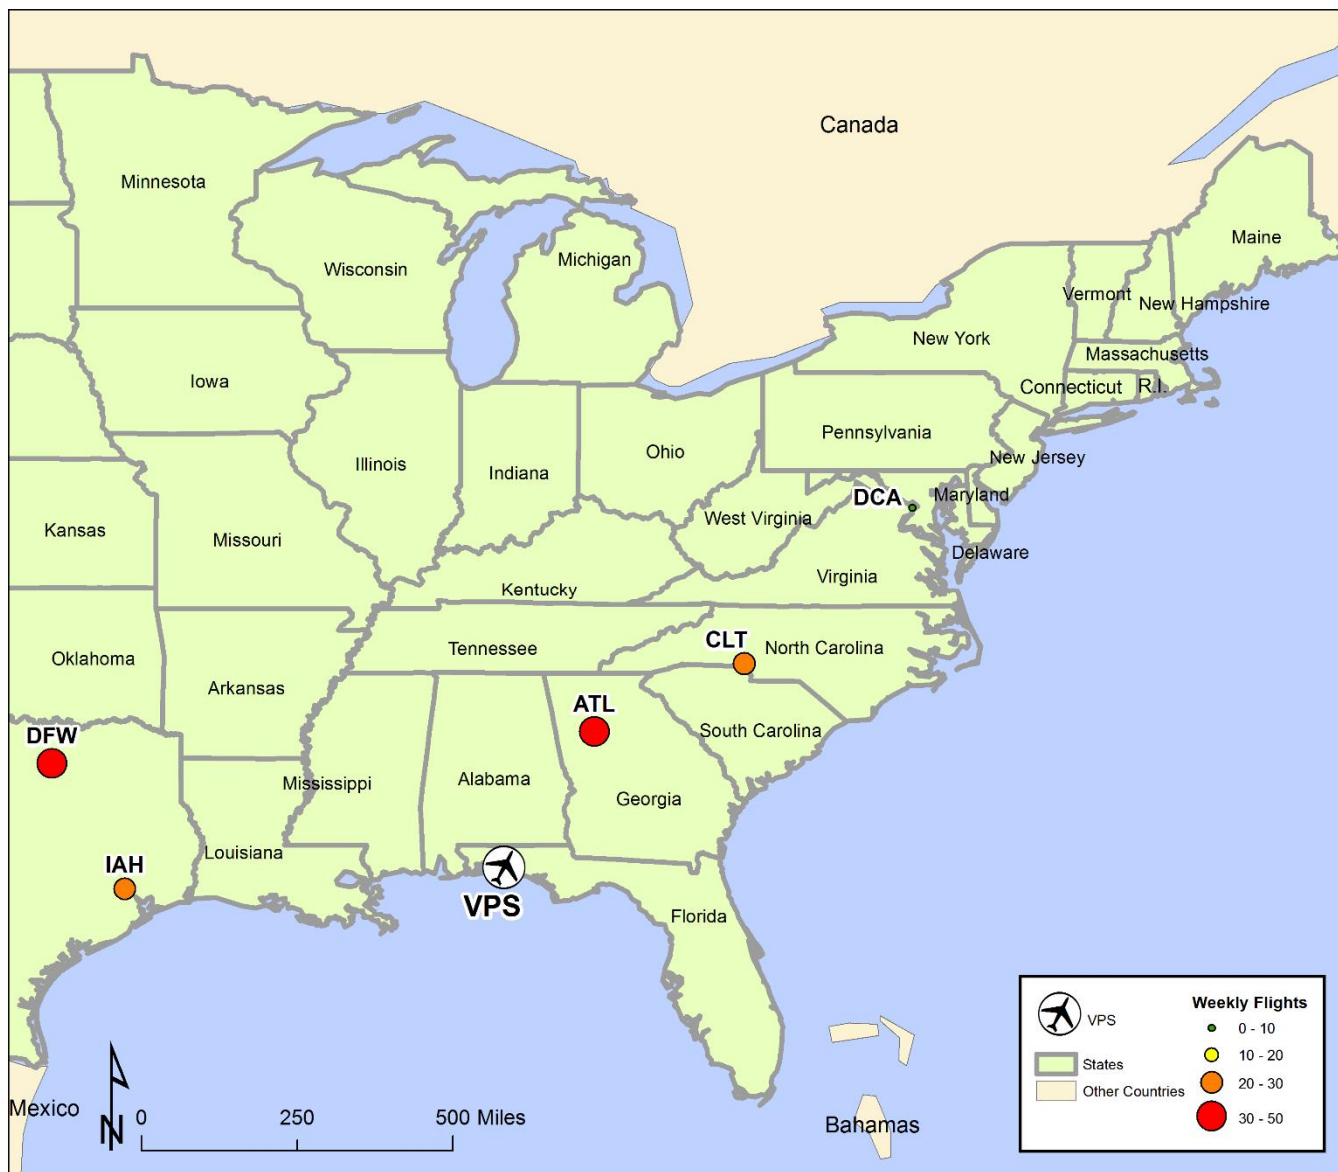 Canada
Minnesota
Maine
Wisconsin
Michigan
Vermont
New Hampshire
New York
Massachusetts
Iowa
Connecticut
R.I.
Pennsylvania
Ohio
Illinois
Indiana
New Jersey
DCA
Maryland
West Virginia
Kansas
Missouri
Delaware
Virginia
Kentucky
CLT
North Carolina
Tennessee
Oklahoma
Arkansas
ATL
South Carolina
DFW
Mississippi
Alabama
Georgia
Louisiana
IAH
VPS
Florida
Weekly Flights
VPS
0 - 10
10 - 20
States
20 - 30
Other Countries
30 - 50
Mexico
N
0
250
500 Miles
Bahamas